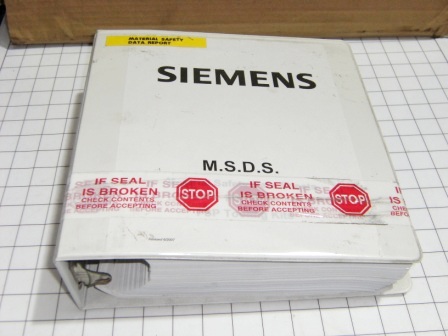 MATERIAL SAFETY
DATA REPORT
SIEMENS
M.S.D.S.
IF SEAL
IS BROKEN
CHECK CONTENTS
BEFORE ACCEPTING
STOP
IF SEAL
IS BROKEN
CHECK CONTENTS
BEFORE ACCEPTING
STOP